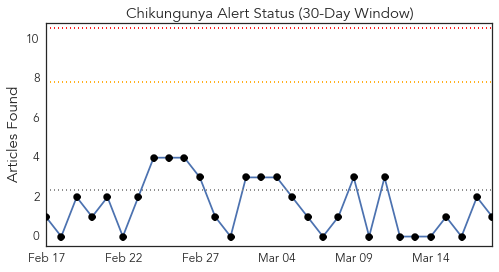 Chikungunya Alert Status (30-Day Window)
Articles Found
10
8
6
4
2
0
Feb 17 Feb 22 Feb 27 Mar 04 Mar 09 Mar 14